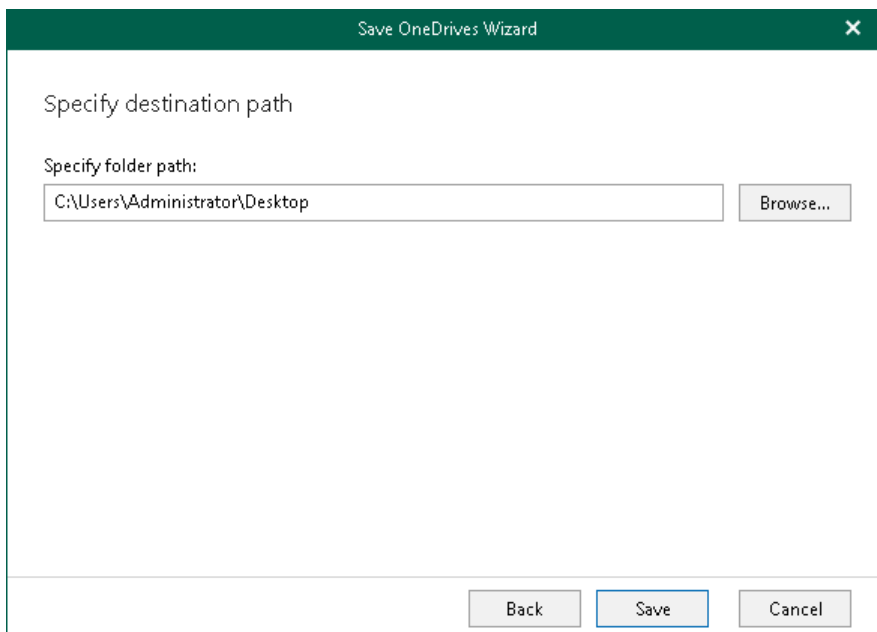 Save OneDrives Wizard
Specify destination path
Specify folder path:
C:\Users\Administrator\Desktop
Browse...
Back
Save
Cancel